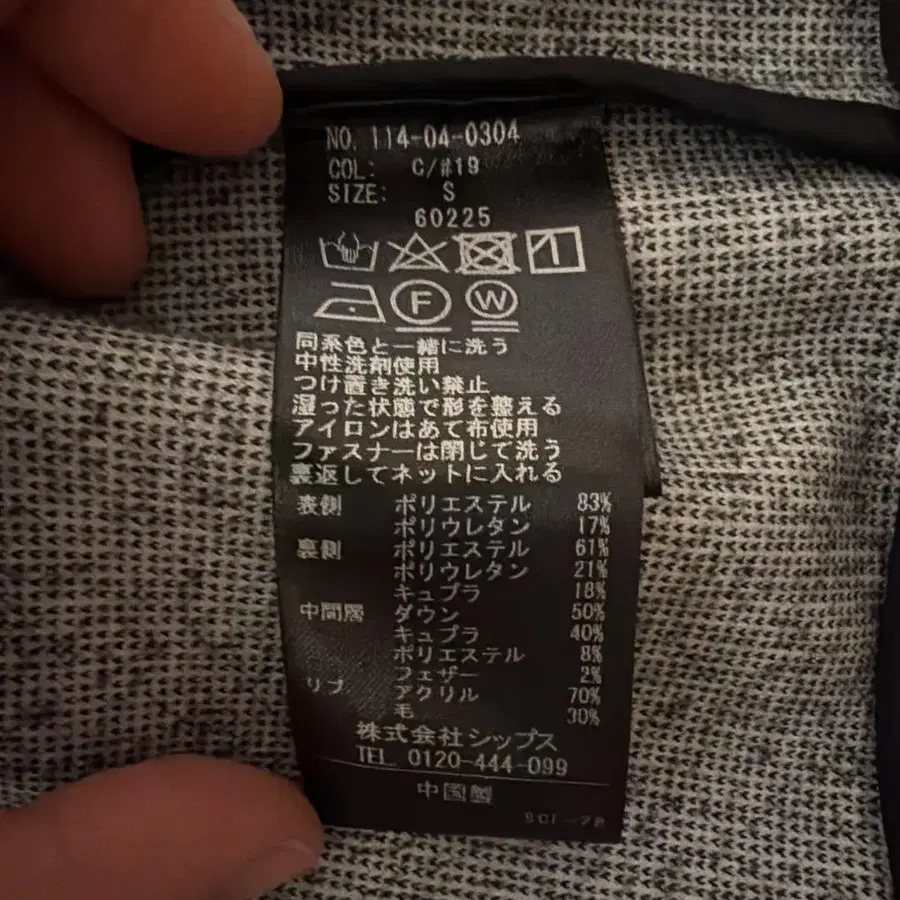 NO. 114-04-0304
COL: C/#19
SIZE: S
60225
F W
同系色と一緒に洗う
中性洗剤使用
つけ置き洗い禁止
湿った状態で形を整える
アイロンはあて布使用
ファスナーは閉じて洗う
裏返してネットに入れる
表側 ポリエステル 83%
ポリウレタン 17%
裏側 ポリエステル 61%
ポリウレタン 21%
キュプラ 18%
中間層 ダウン 50%
キュプラ 40%
ポリエステル 8%
フェザー 2%
リブ アクリル 70%
毛 30%
株式会社シップス
TEL 0120-444-099
中国製